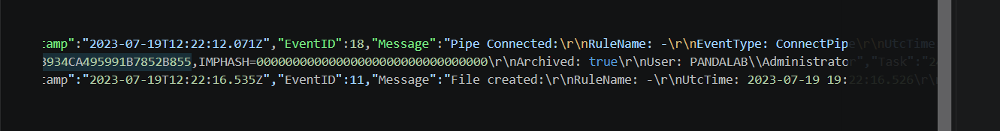 amp":"2023-07-19T12:22:12.071Z","EventID":18,"Message":"Pipe Connected:\r\nRuleName: -\r\nEventType: ConnectPipe\r\nUtcTime
3934CA495991B7852B855,IMPHASH=00000000000000000000000000000000\r\nArchived: true\r\nUser: PANDALAB\\Administrator","Task":"2
amp":"2023-07-19T12:22:16.535Z","EventID":11,"Message":"File created:\r\nRuleName: -\r\nUtcTime: 2023-07-19 19:22:16.526\r\